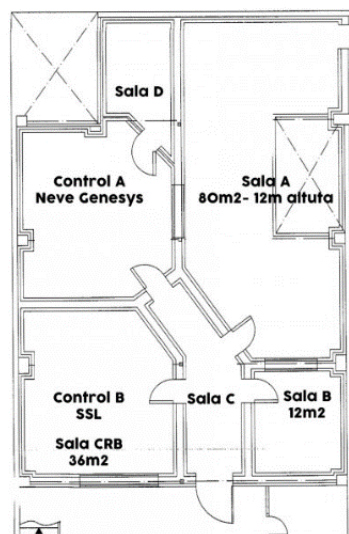 Sala D
Control A
Neve Genesys
Sala A
80m2- 12m altuta
Control B
SSL
Sala CRB
36m2
Sala C
Sala B
12m2